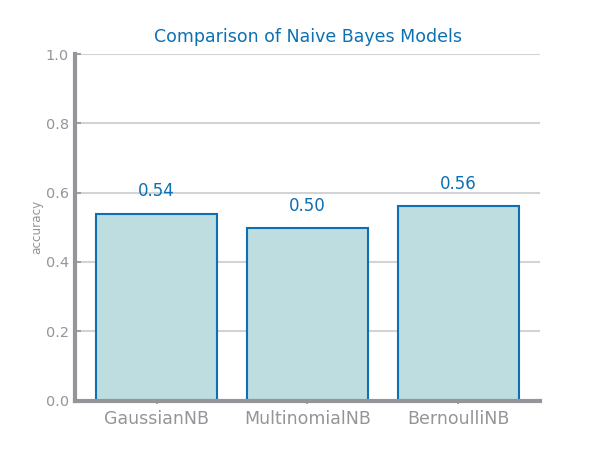 Comparison of Naive Bayes Models
1.0
0.8
0.6
0.4
0.2
0.0
accuracy
0.54
0.50
0.56
GaussianNB
MultinomialNB
BernoulliNB